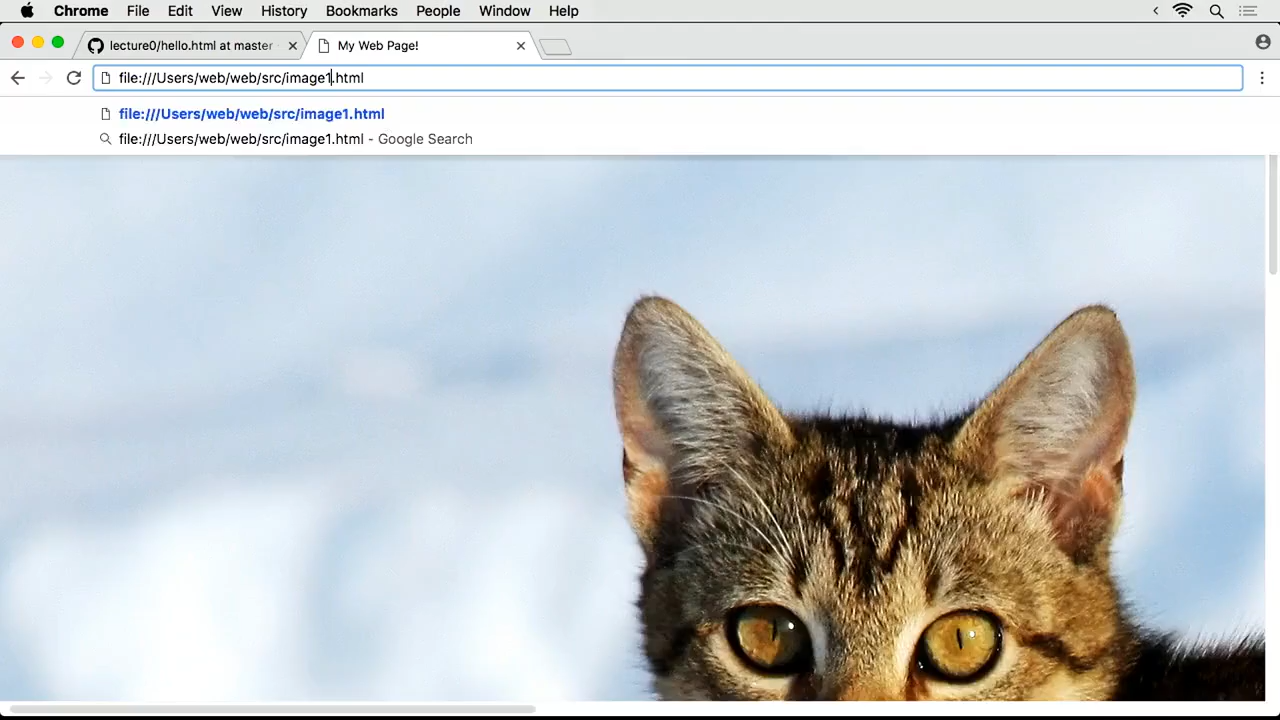 Chrome File Edit View History Bookmarks People Window Help
lecture0/hello.html at master My Web Page!
file:///Users/web/web/src/image1.html
file:///Users/web/web/src/image1.html
file:///Users/web/web/src/image1.html - Google Search